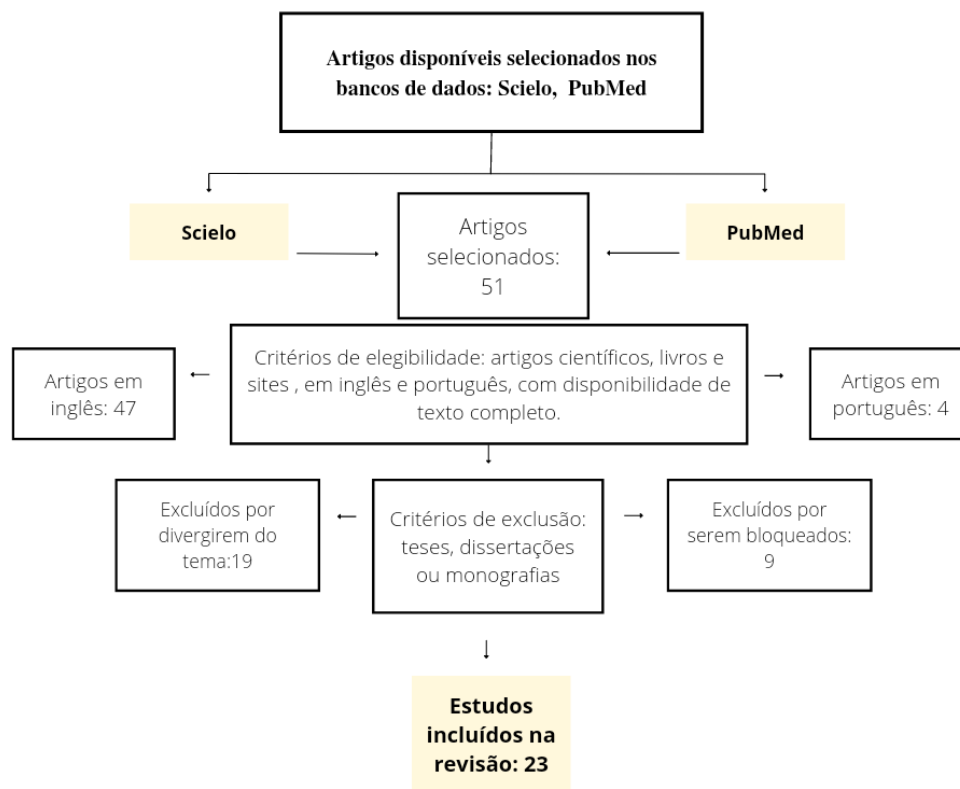 Artigos disponíveis selecionados nos
bancos de dados: Scielo, PubMed
Scielo
Artigos
selecionados:
51
PubMed
Artigos em
inglês: 47
Critérios de elegibilidade: artigos científicos, livros e
sites , em inglês e português, com disponibilidade de
texto completo.
Artigos em
português: 4
Excluídos por
divergirem do
tema:19
Critérios de exclusão:
teses, dissertações
ou monografias
Excluídos por
serem bloqueados:
9
Estudos
incluídos na
revisão: 23